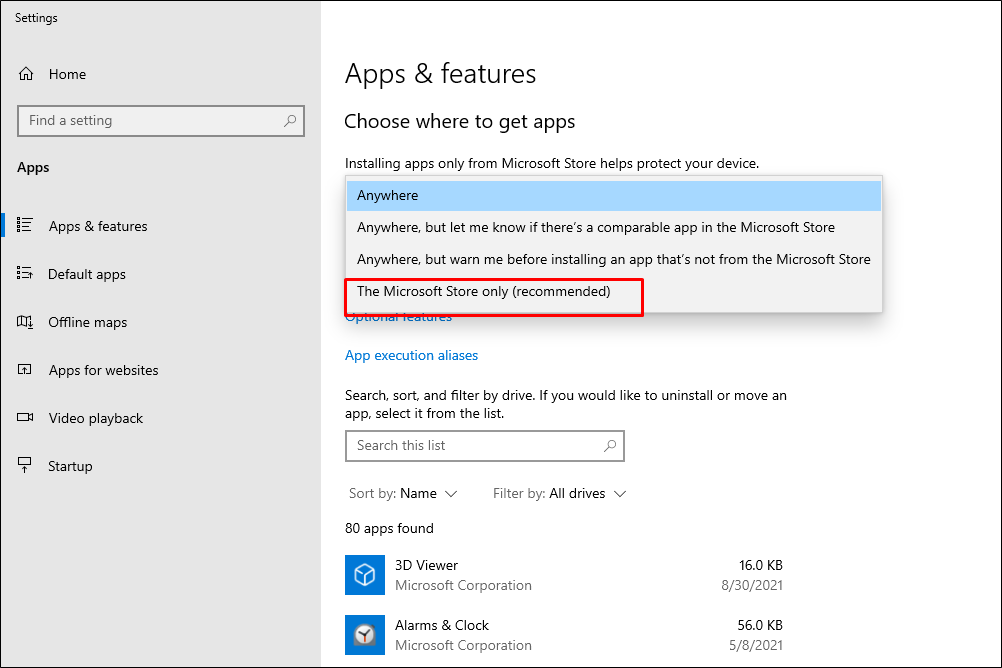 Settings
Home
Find a setting
Apps
Apps & features
Default apps
Offline maps
Apps for websites
Video playback
Startup
Apps & features
Choose where to get apps
Installing apps only from Microsoft Store helps protect your device.
Anywhere
Anywhere, but let me know if there’s a comparable app in the Microsoft Store
Anywhere, but warn me before installing an app that’s not from the Microsoft Store
The Microsoft Store only (recommended)
Optional features
App execution aliases
Search, sort, and filter by drive. If you would like to uninstall or move an
app, select it from the list.
Search this list
Sort by: Name
Filter by: All drives
80 apps found
3D Viewer
16.0 KB
Microsoft Corporation
8/30/2021
Alarms & Clock
56.0 KB
Microsoft Corporation
5/8/2021